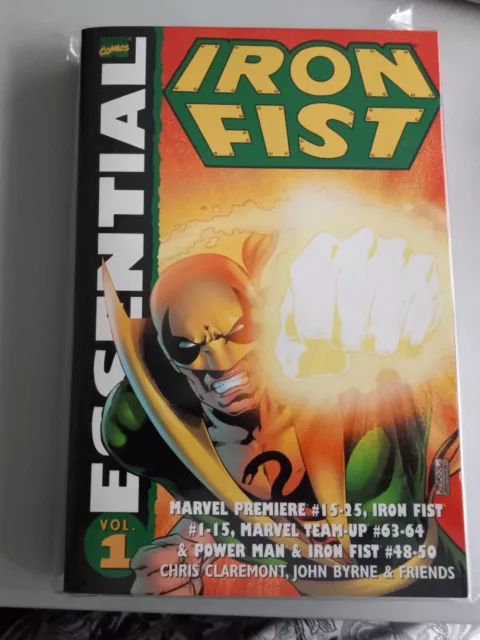 MARVEL
COMICS
ESSENTIAL
VOL.
1
IRON
FIST
MARVEL PREMIERE #15-25, IRON FIST
#1-15, MARVEL TEAM-UP #63-64
& POWER MAN & IRON FIST #48-50
CHRIS CLAREMONT, JOHN BYRNE & FRIENDS